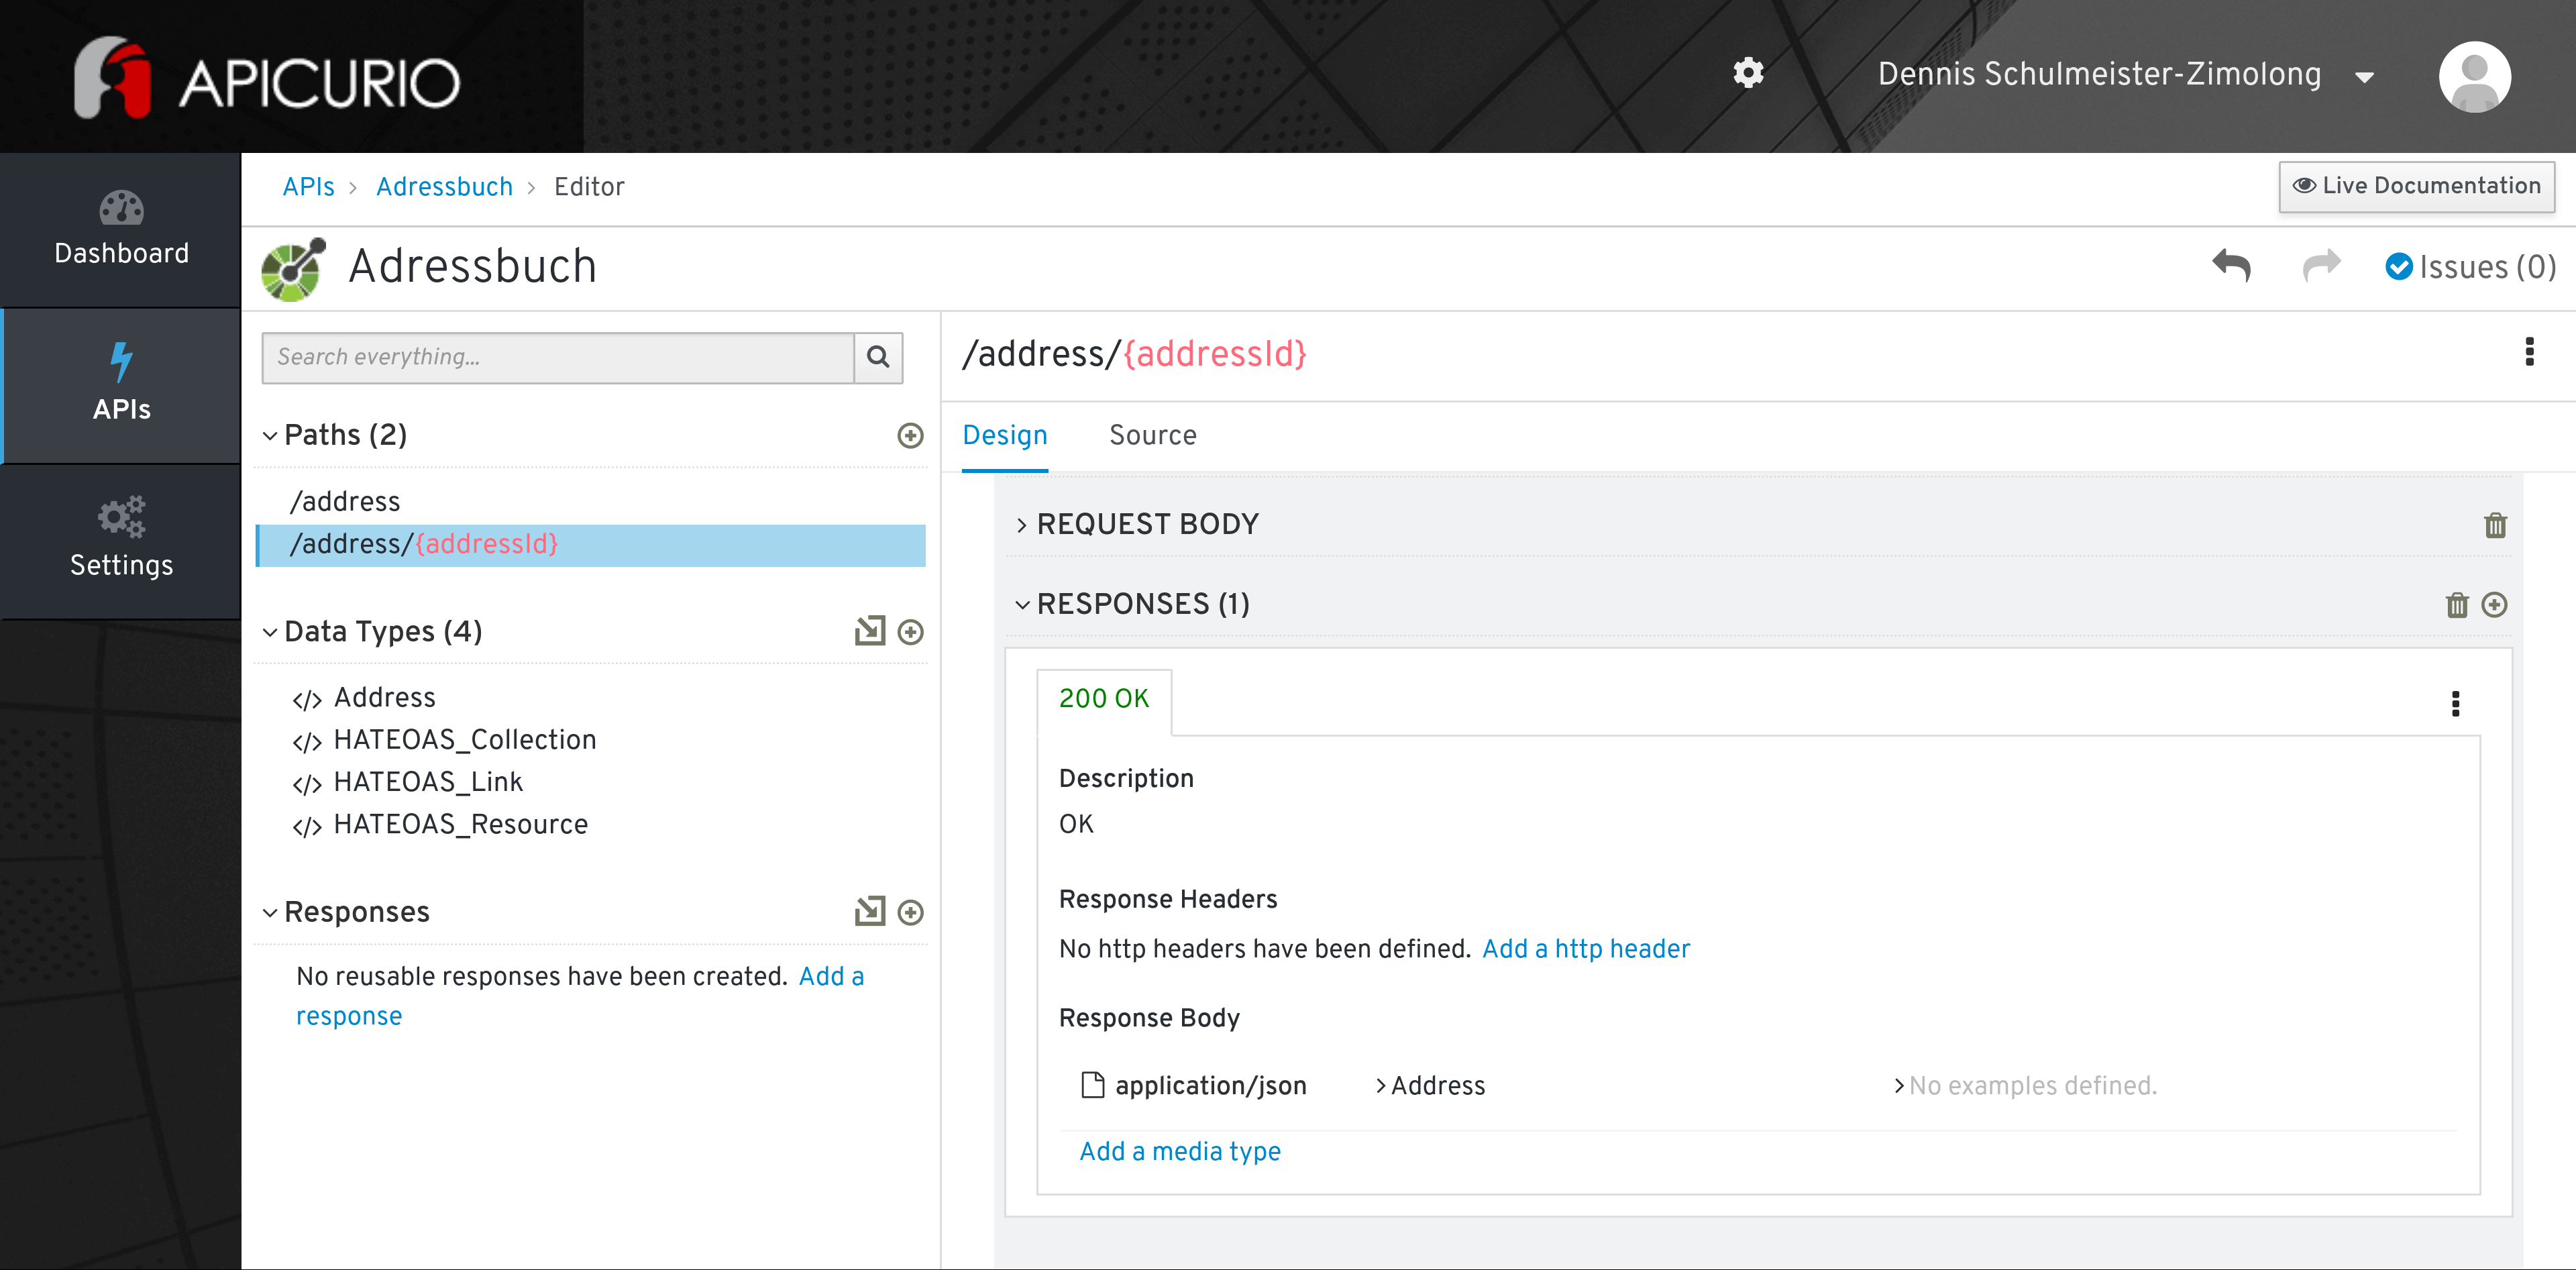 APICURIO
Dennis Schulmeister-Zimolong
Dashboard
APIs
Settings
APIs > Adressbuch > Editor
Live Documentation
Adressbuch
Issues (0)
Search everything...
Paths (2)
/address
/address/{addressId}
Data Types (4)
</> Address
</> HATEOAS_Collection
</> HATEOAS_Link
</> HATEOAS_Resource
Responses
No reusable responses have been created. Add a
response
/address/{addressId}
Design Source
REQUEST BODY
RESPONSES (1)
200 OK
Description
OK
Response Headers
No http headers have been defined. Add a http header
Response Body
application/json > Address > No examples defined.
Add a media type